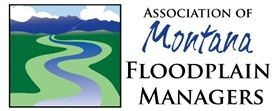 ASSOCIATION OF
Montana
FLOODPLAIN
MANAGERS